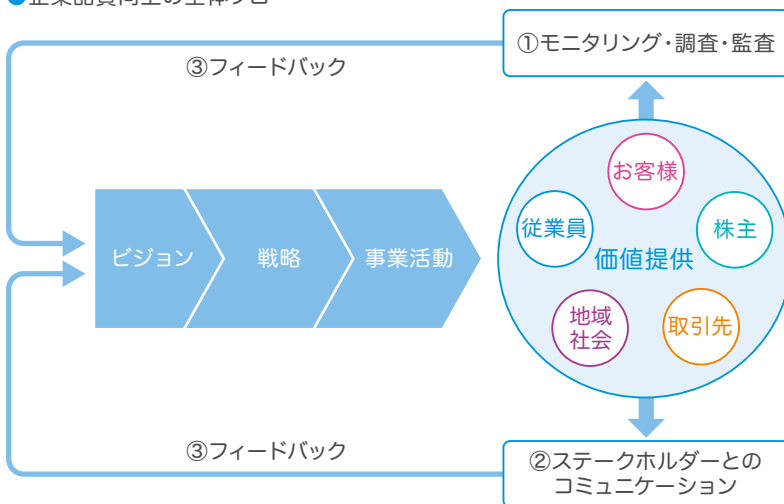 ①モニタリング・調査・監査
③フィードバック
お客様
従業員
株主
ビジョン
戦略
事業活動
価値提供
地域
社会
取引先
③フィードバック
②ステークホルダーとの
コミュニケーション